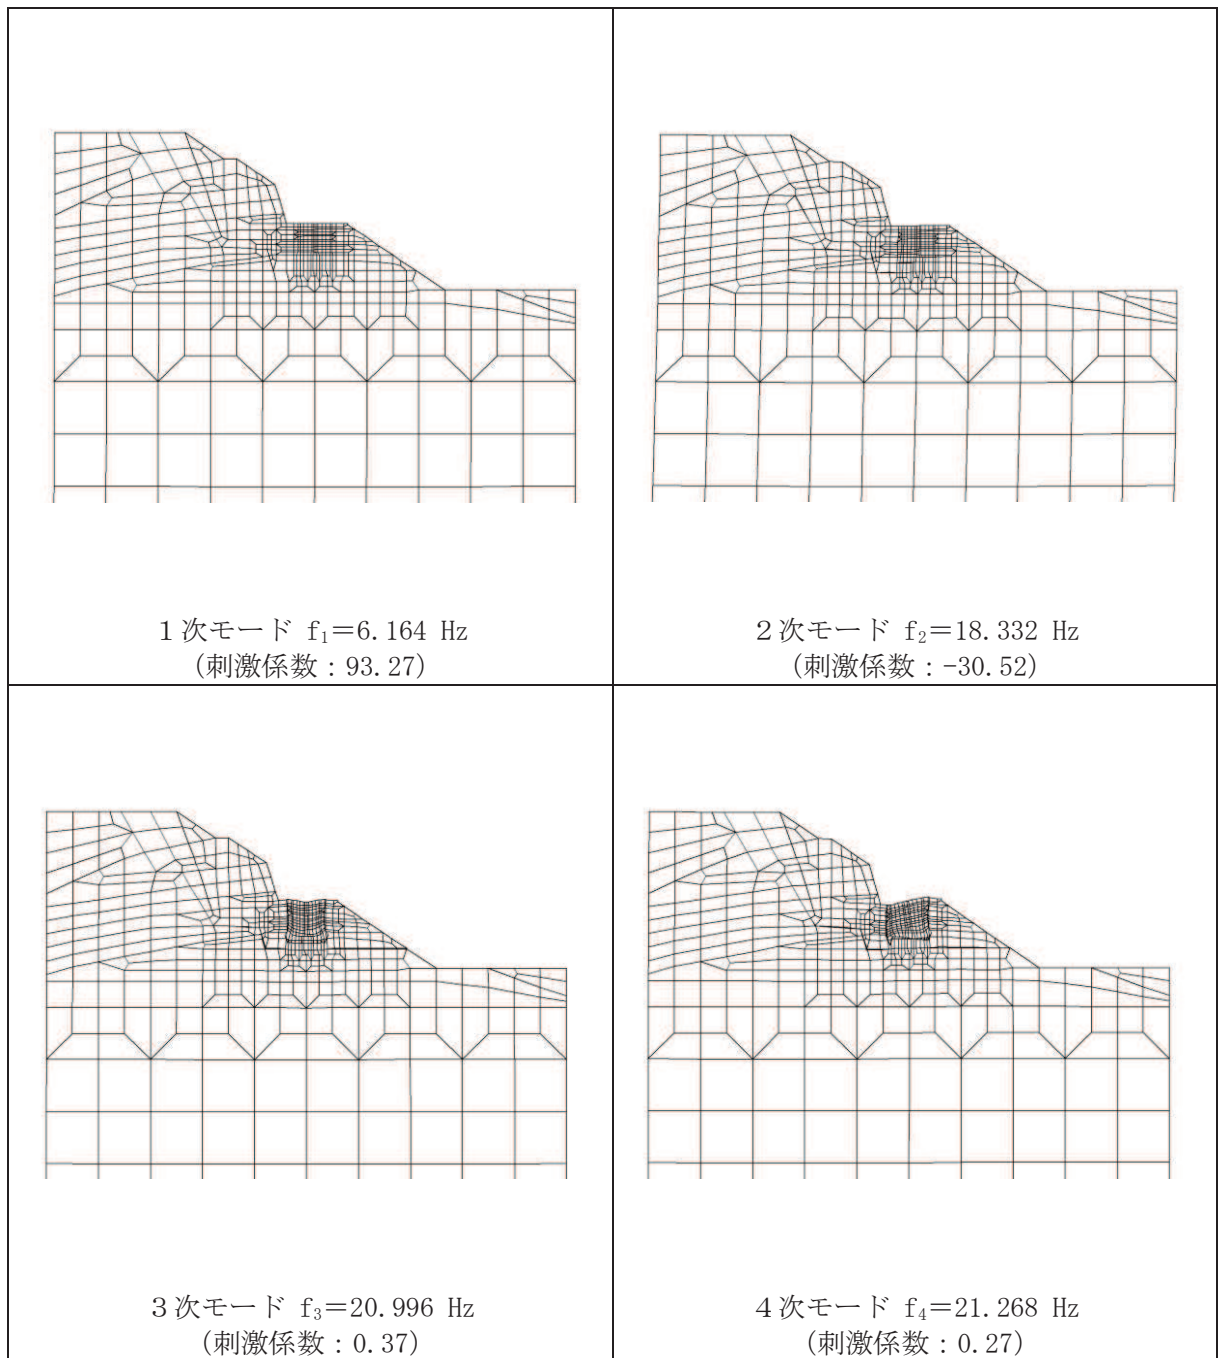 １次モード f₁＝6.164 Hz
(刺激係数：93.27)
２次モード f₂＝18.332 Hz
(刺激係数：-30.52)
３次モード f₃＝20.996 Hz
(刺激係数：0.37)
４次モード f₄＝21.268 Hz
(刺激係数：0.27)